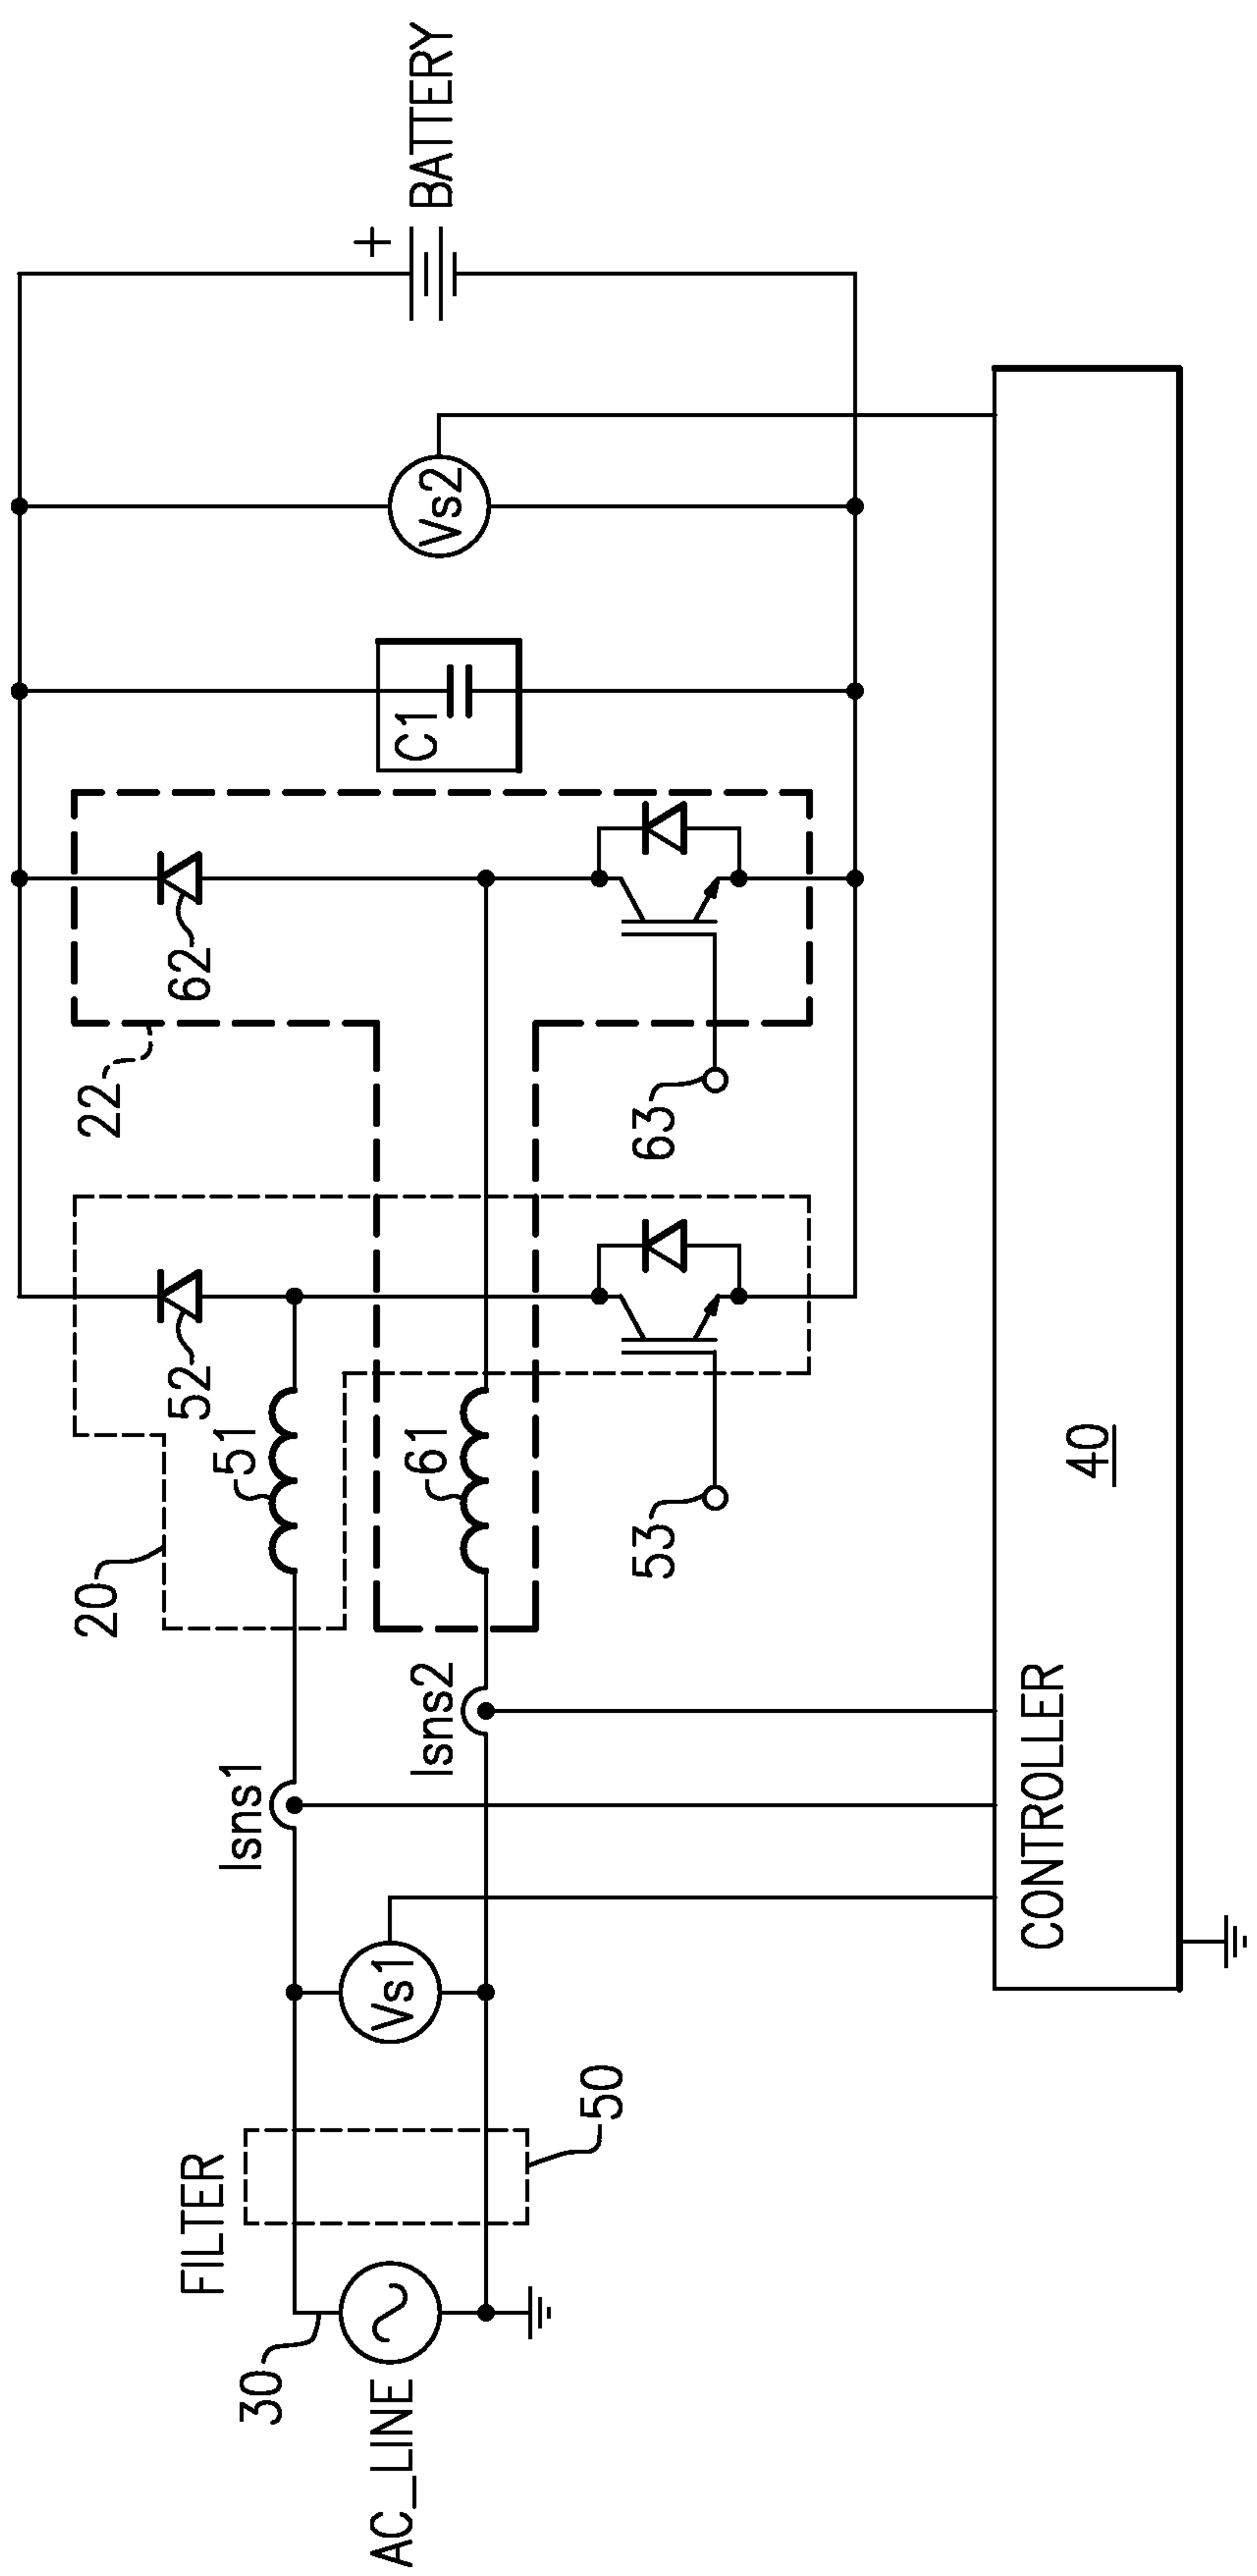 AC_LINE
30
FILTER
50
Vs1
Isns1
Isns2
20
51
61
52
53
22
62
63
C1
Vs2
+
BATTERY
CONTROLLER
40